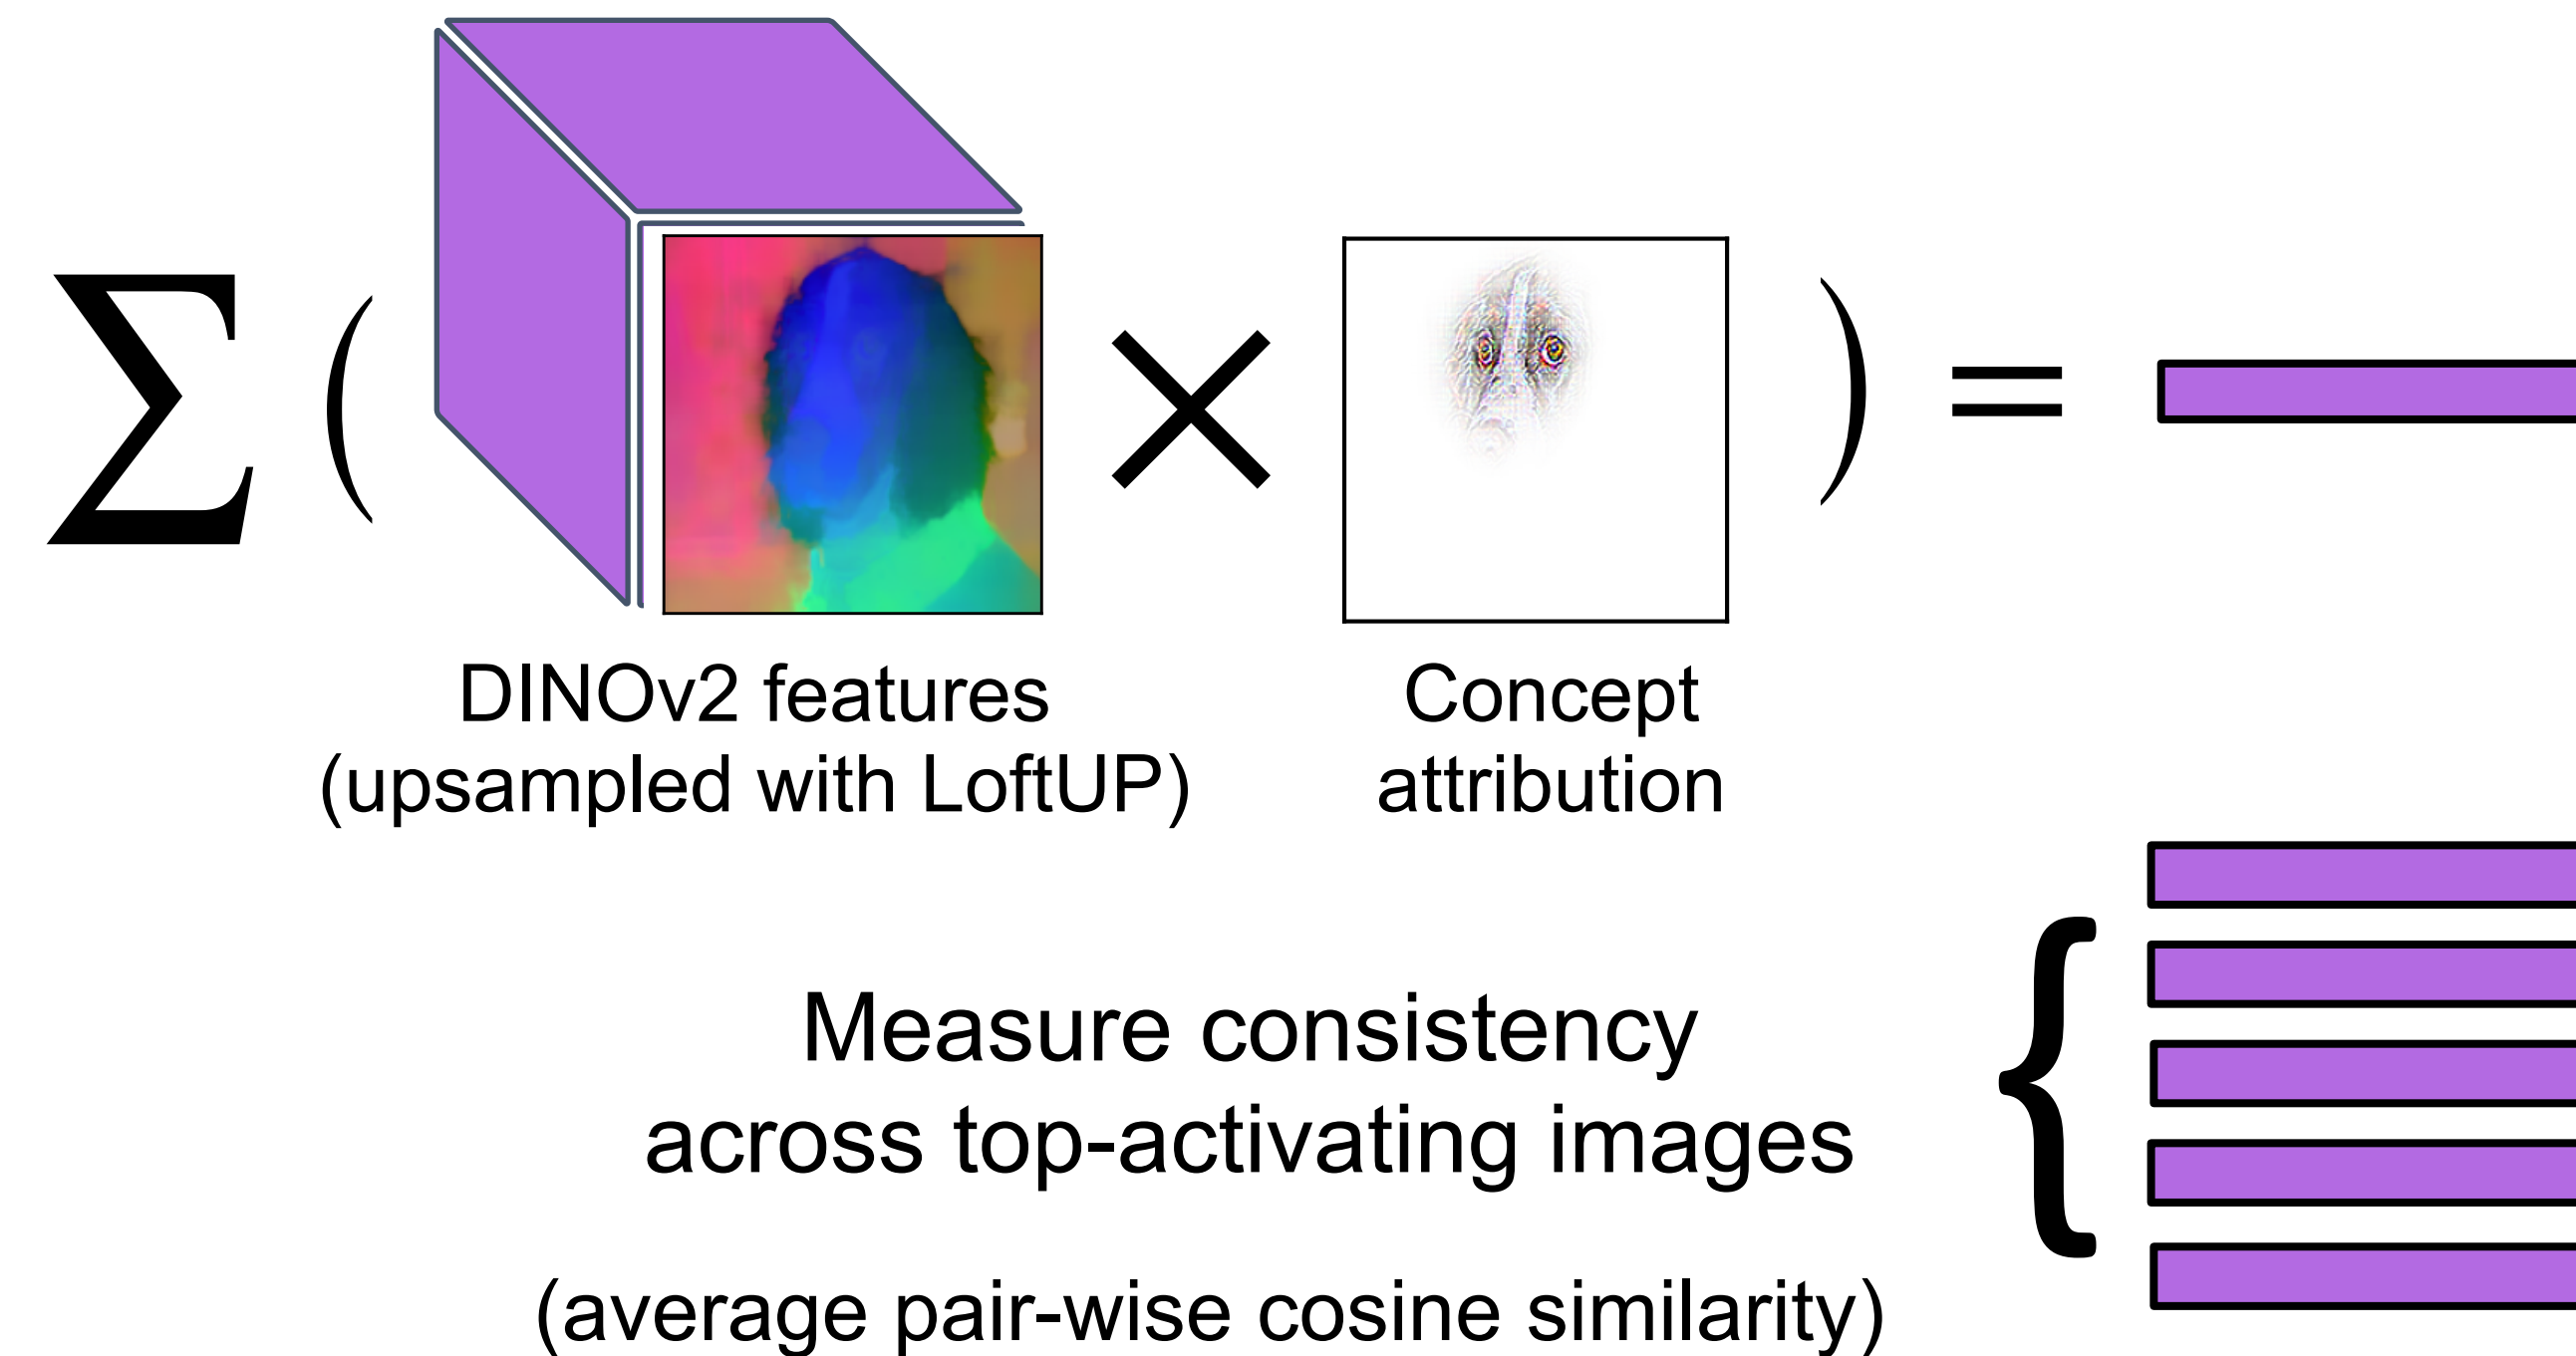 ∑ ( × ) =
DINOv2 features
(upsampled with LoftUP)
Concept
attribution
Measure consistency
across top-activating images
{
(average pair-wise cosine similarity)